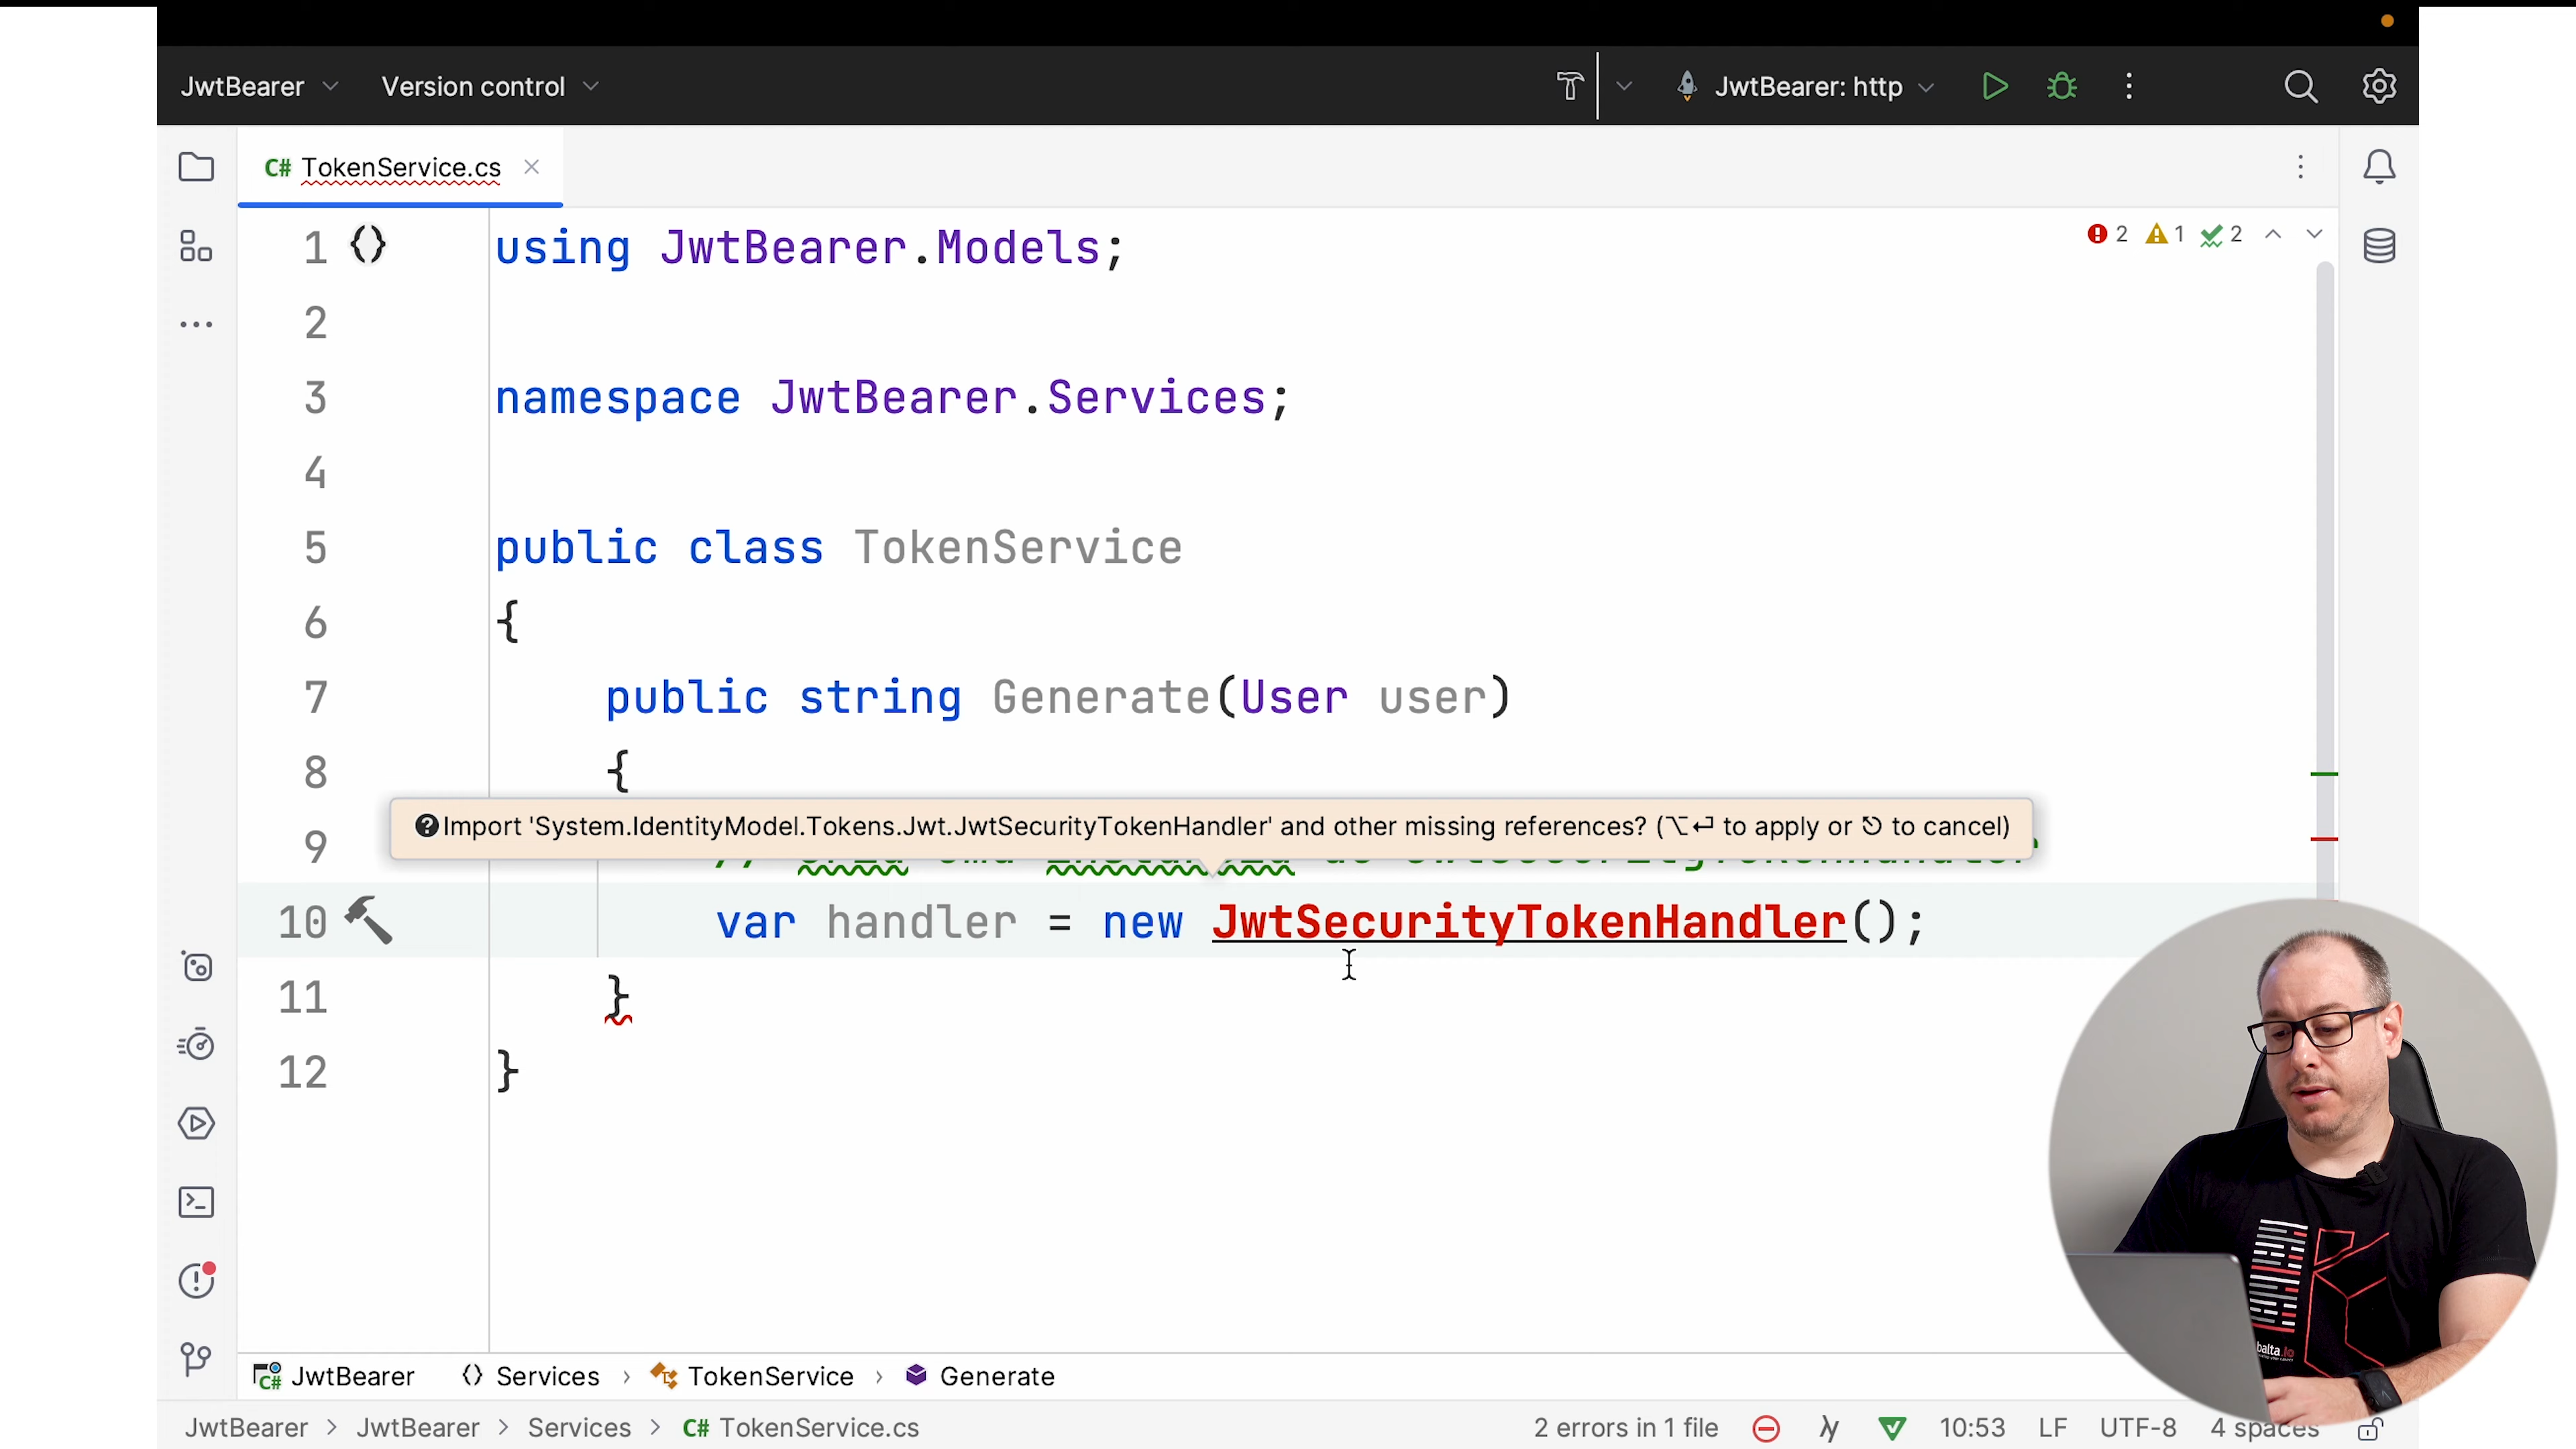 JwtBearer Version control JwtBearer: http
C# TokenService.cs
2 1 2
1 using JwtBearer.Models;
2
3 namespace JwtBearer.Services;
4
5 public class TokenService
6 {
7 public string Generate(User user)
8 {
Import 'System.IdentityModel.Tokens.Jwt.JwtSecurityTokenHandler' and other missing references? (⌥⏎ to apply or ⎋ to cancel)
9
10 var handler = new JwtSecurityTokenHandler();
11 }
12 }
balta.io
C# JwtBearer Services › TokenService › Generate
JwtBearer > JwtBearer > Services > C# TokenService.cs 2 errors in 1 file 10:53 LF UTF-8 4 spaces